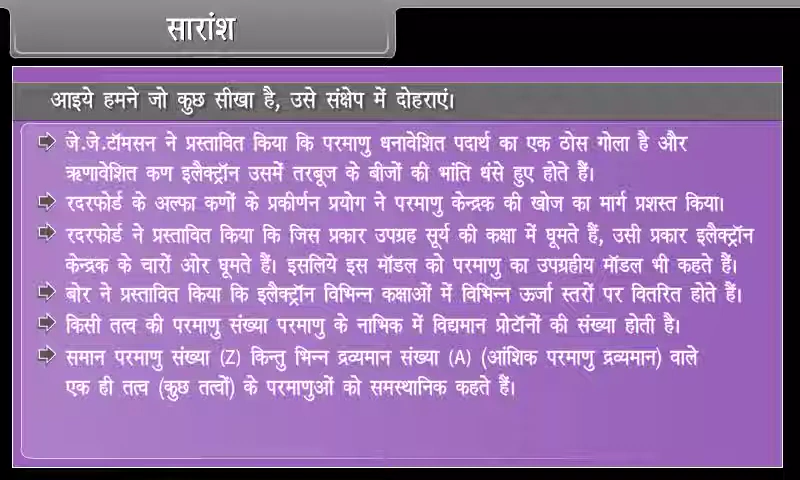 सारांश
आइये हमने जो कुछ सीखा है, उसे संक्षेप में दोहराएं।
जे.जे.टॉमसन ने प्रस्तावित किया कि परमाणु धनावेशित पदार्थ का एक ठोस गोला है और
ऋणावेशित कण इलैक्ट्रॉन उसमें तरबूज के बीजों की भांति धंसे हुए होते हैं।
रदरफोर्ड के अल्फा कणों के प्रकीर्णन प्रयोग ने परमाणु केन्द्रक की खोज का मार्ग प्रशस्त किया।
रदरफोर्ड ने प्रस्तावित किया कि जिस प्रकार उपग्रह सूर्य की कक्षा में घूमते हैं, उसी प्रकार इलैक्ट्रॉन
केन्द्रक के चारों ओर घूमते हैं। इसलिये इस मॉडल को परमाणु का उपग्रहीय मॉडल भी कहते हैं।
बोर ने प्रस्तावित किया कि इलैक्ट्रॉन विभिन्न कक्षाओं में विभिन्न ऊर्जा स्तरों पर वितरित होते हैं।
किसी तत्व की परमाणु संख्या परमाणु के नाभिक में विद्यमान प्रोटॉनों की संख्या होती है।
समान परमाणु संख्या (Z) किन्तु भिन्न द्रव्यमान संख्या (A) (आंशिक परमाणु द्रव्यमान) वाले
एक ही तत्व (कुछ तत्वों) के परमाणुओं को समस्थानिक कहते हैं।